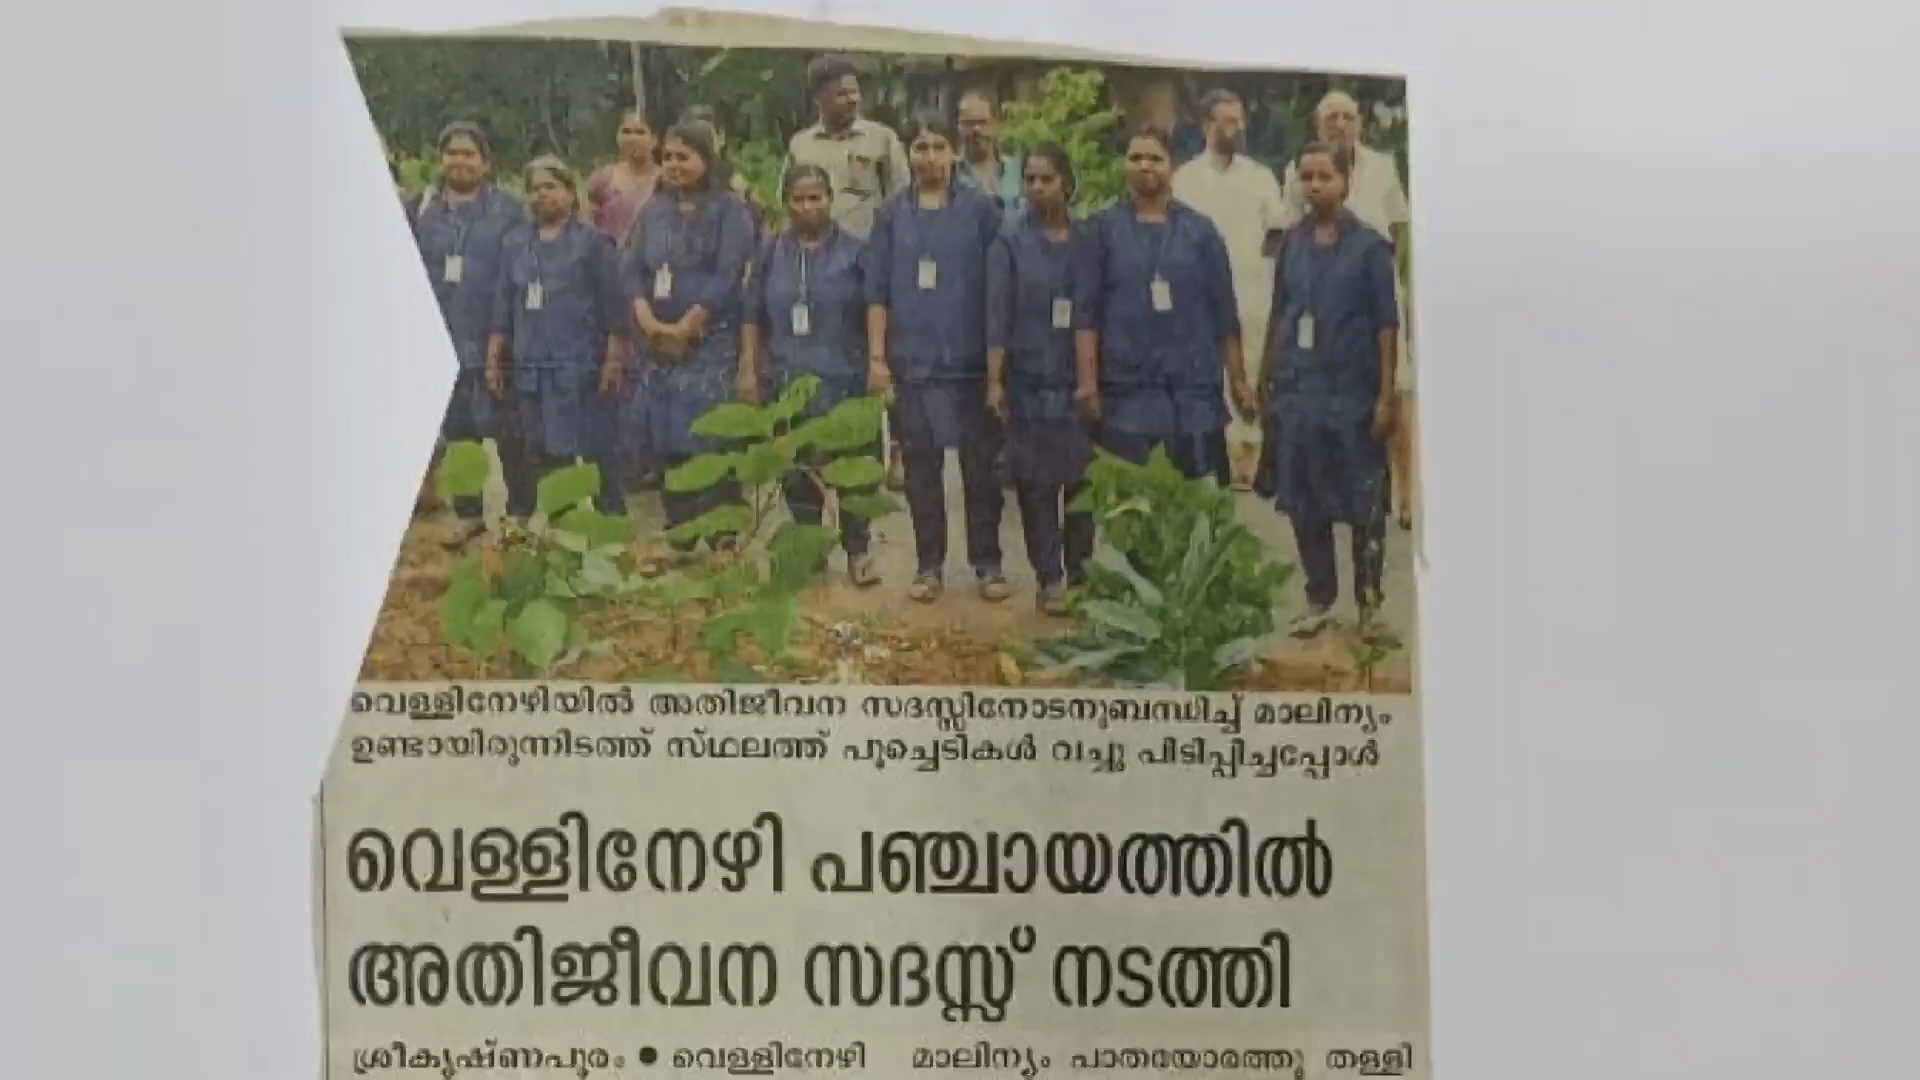 വെള്ളിനേഴിയിൽ അതിജീവന സദസ്സിനോടനുബന്ധിച്ച് മാലിന്യം
ഉണ്ടായിരുന്നിടത്ത് സ്ഥലത്ത് പൂച്ചെടികൾ വച്ചു പിടിപ്പിച്ചപ്പോൾ
വെള്ളിനേഴി പഞ്ചായത്തിൽ
അതിജീവന സദസ്സ് നടത്തി
ശ്രീകൃഷ്ണപുരം ● വെള്ളിനേഴി മാലിന്യം പാതയോരത്തു തള്ളി